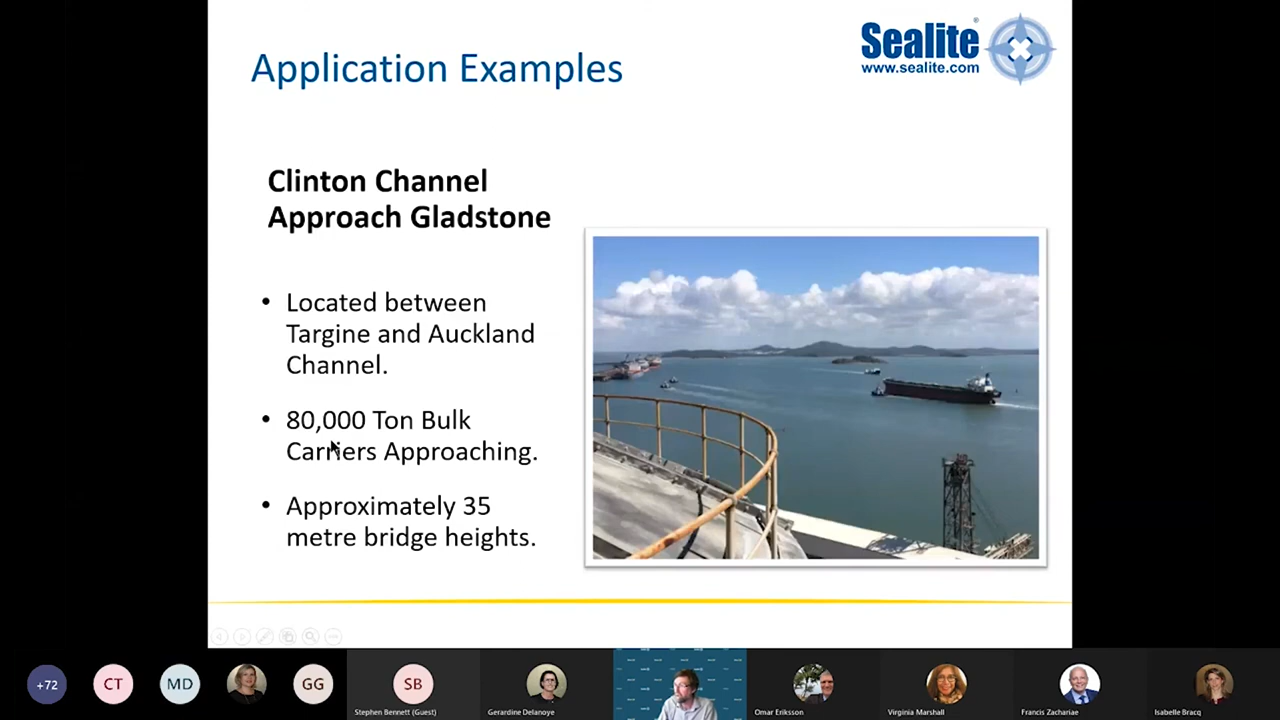 Application Examples
Sealite®
www.sealite.com
Clinton Channel
Approach Gladstone
• Located between
Targine and Auckland
Channel.
• 80,000 Ton Bulk
Carriers Approaching.
• Approximately 35
metre bridge heights.
+72
CT
MD
GG
SB
Stephen Bennett (Guest)
Gerardine Delanoye
Omar Eriksson
Virginia Marshall
Francis Zachariae
Isabelle Bracq